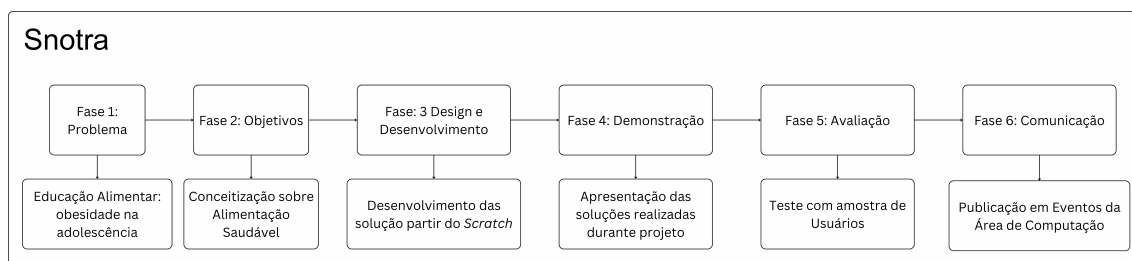 Snotra
Fase 1:
Problema
Fase 2: Objetivos
Fase: 3 Design e
Desenvolvimento
Fase 4: Demonstração
Fase 5: Avaliação
Fase 6: Comunicação
Educação Alimentar:
obesidade na
adolescência
Conceitização sobre
Alimentação
Saudável
Desenvolvimento das
solução partir do Scratch
Apresentação das
soluções realizadas
durante projeto
Teste com amostra de
Usuários
Publicação em Eventos da
Área de Computação